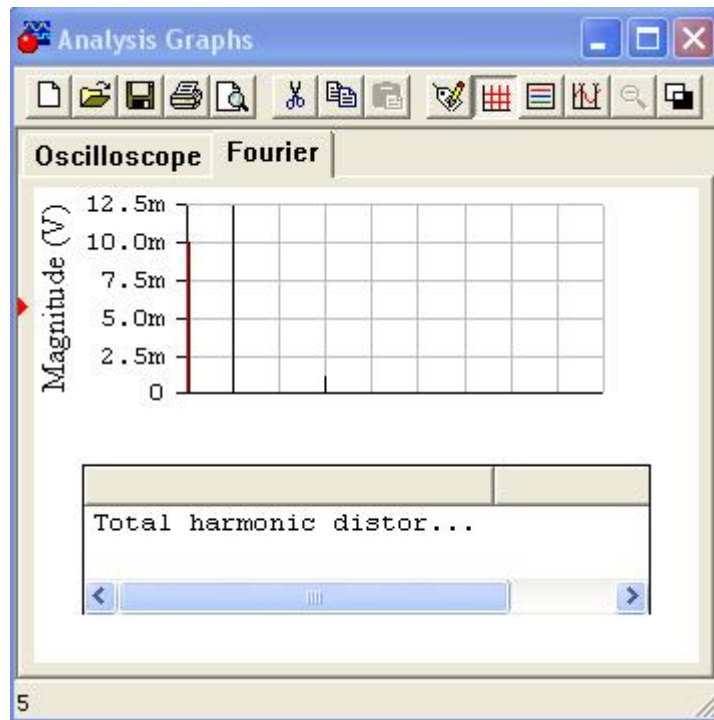 Analysis Graphs
Oscilloscope Fourier
Magnitude (V)
12.5m
10.0m
7.5m
5.0m
2.5m
0
Total harmonic distor...
5